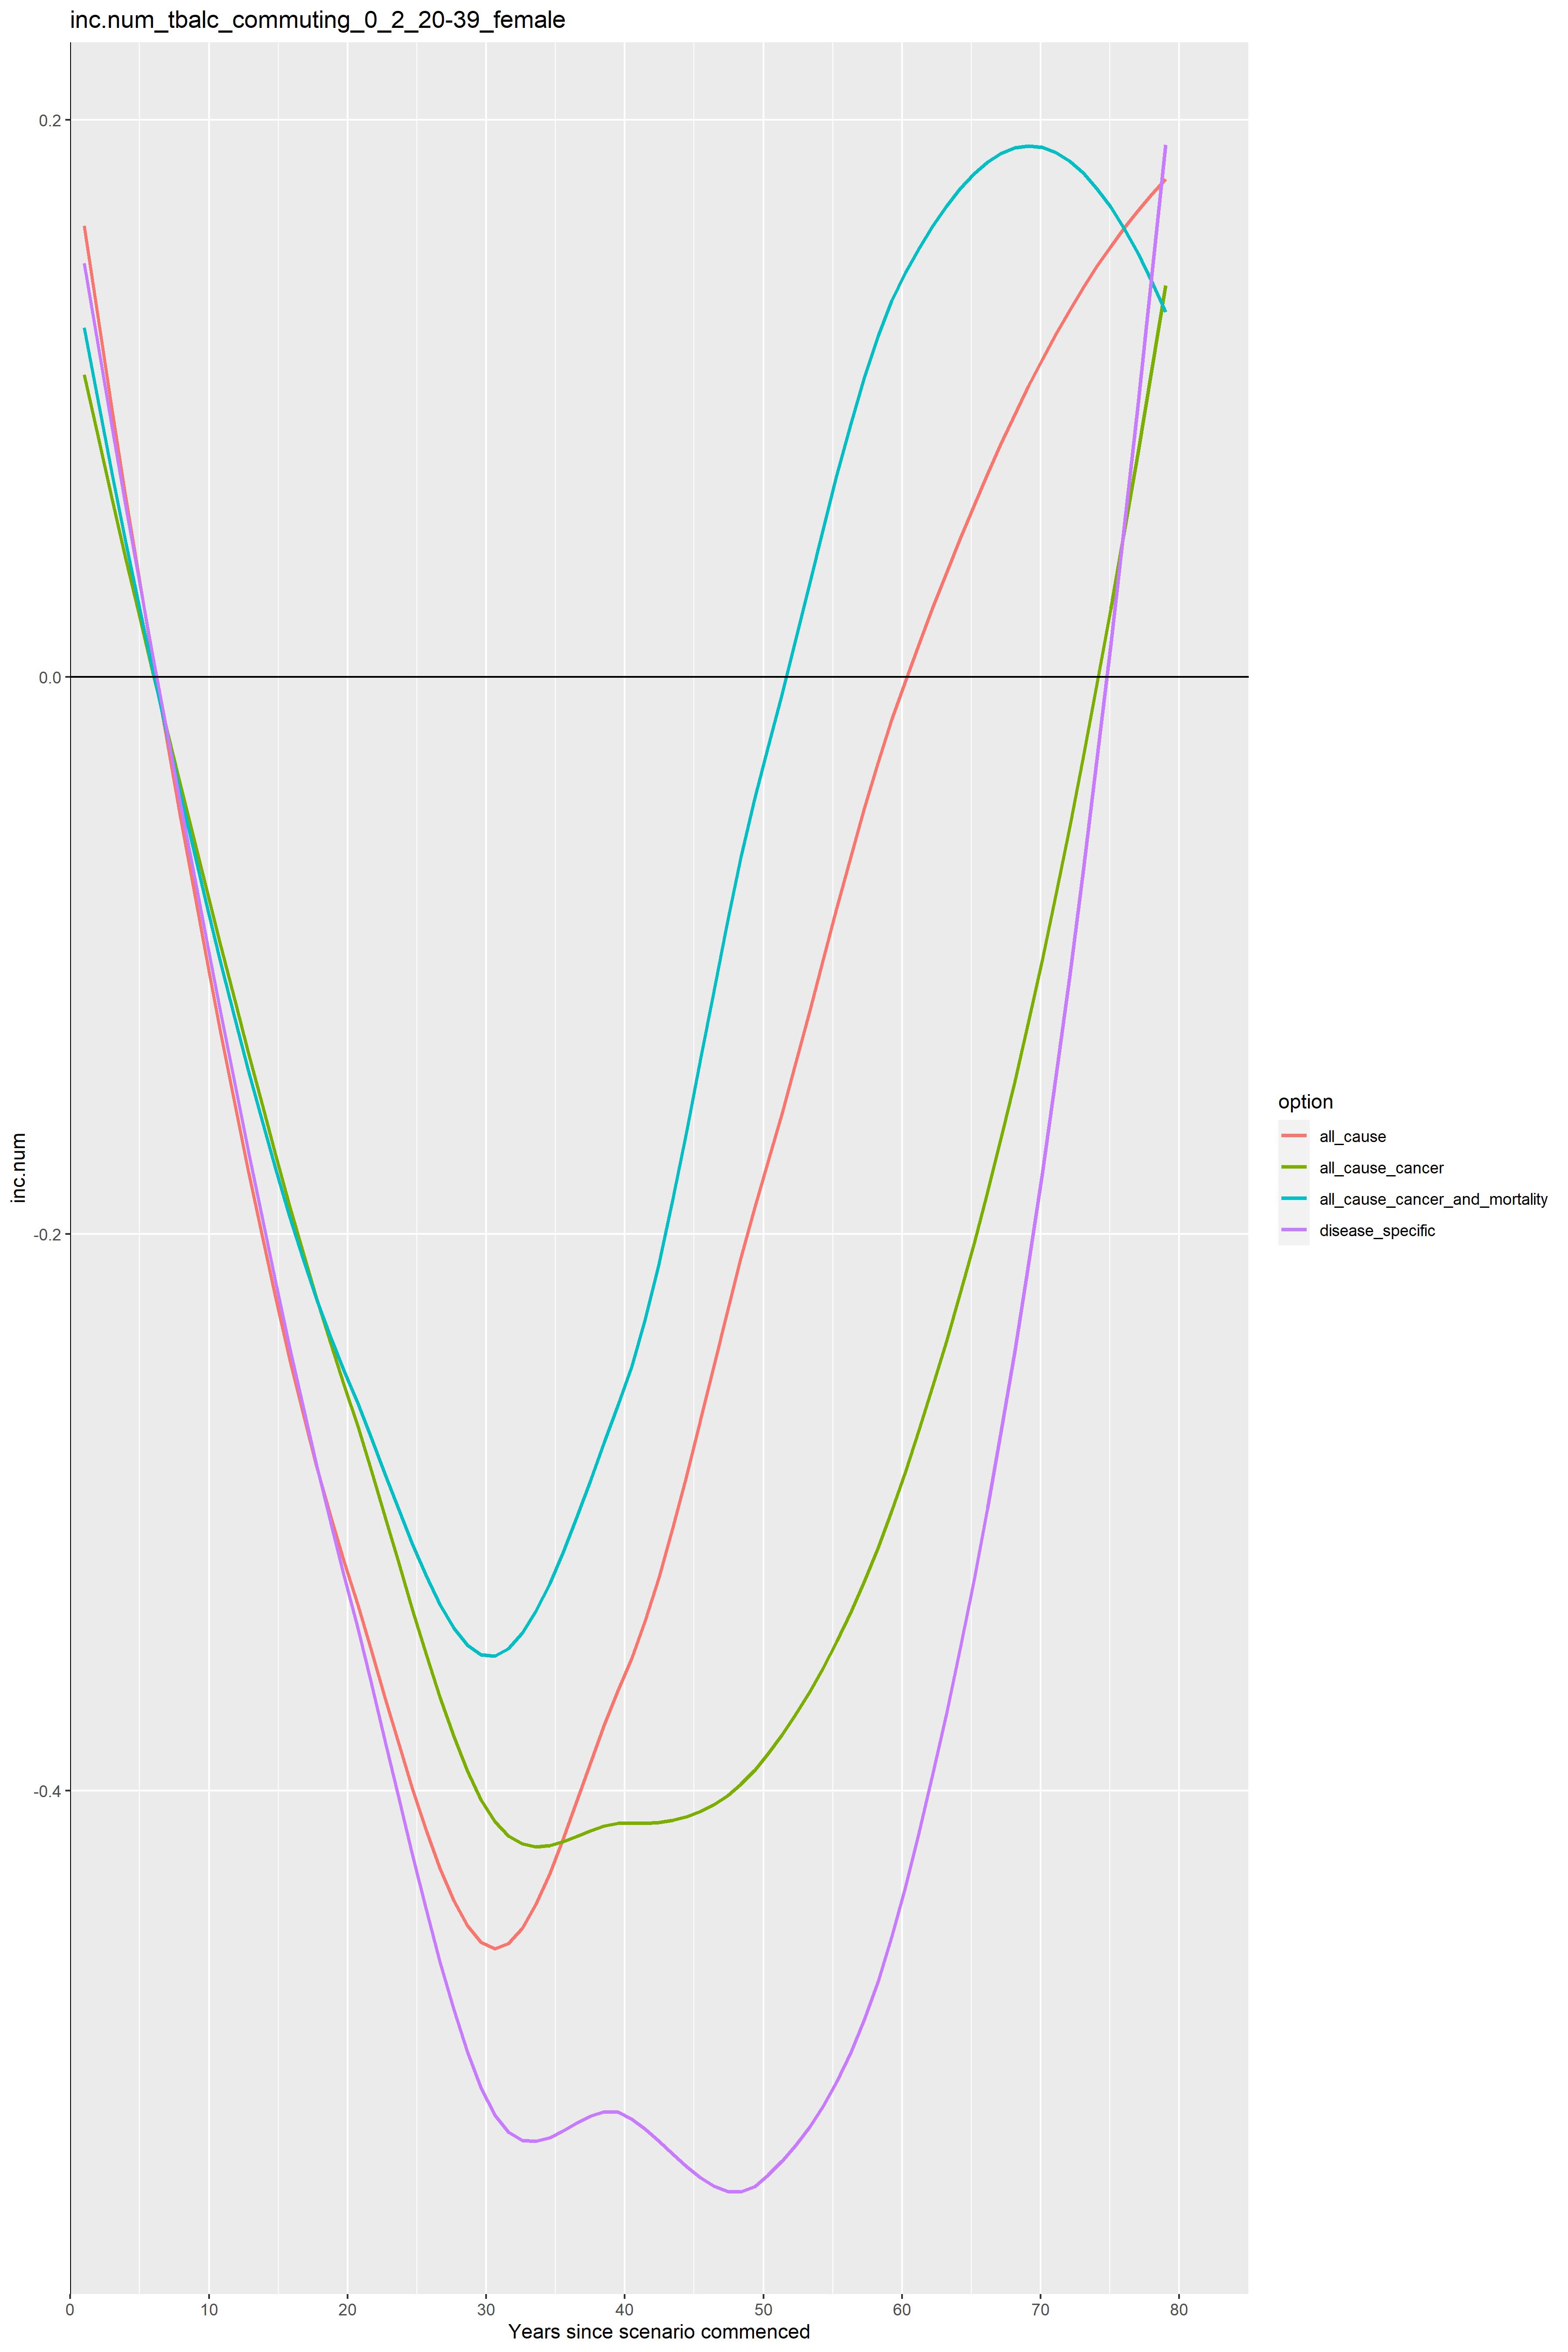 inc.num_tbalc_commuting_0_2_20-39_female
0.2
0.0
-0.2
-0.4
inc.num
0 10 20 30 40 50 60 70 80
Years since scenario commenced
option
all_cause
all_cause_cancer
all_cause_cancer_and_mortality
disease_specific